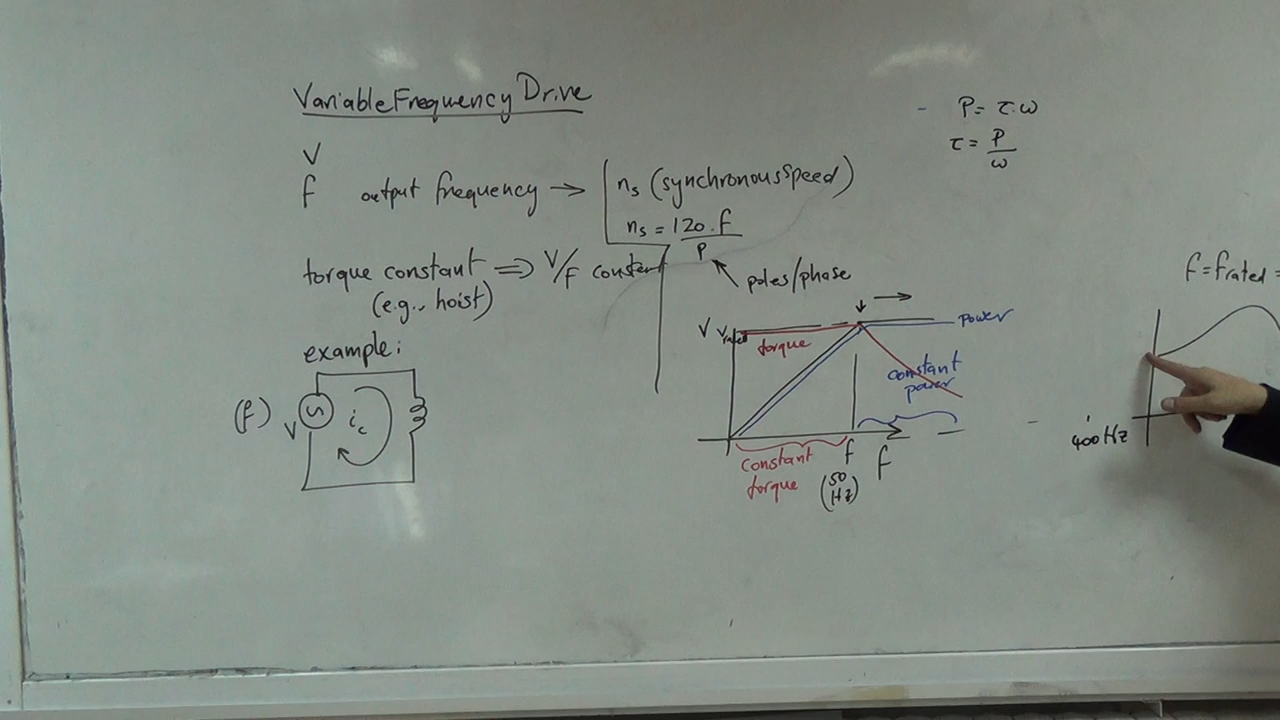 Variable Frequency Drive
V
f output frequency → ns (synchronous speed)
ns = 120.f
P
poles/phase
torque constant ⇒ V/f constant
(e.g., hoist)
example:
(f)
V
ic
- P = τ.ω
τ = P
ω
V Vrated
torque
power
constant
power
constant
torque
f
(50
Hz)
f
f = frated =
400 Hz